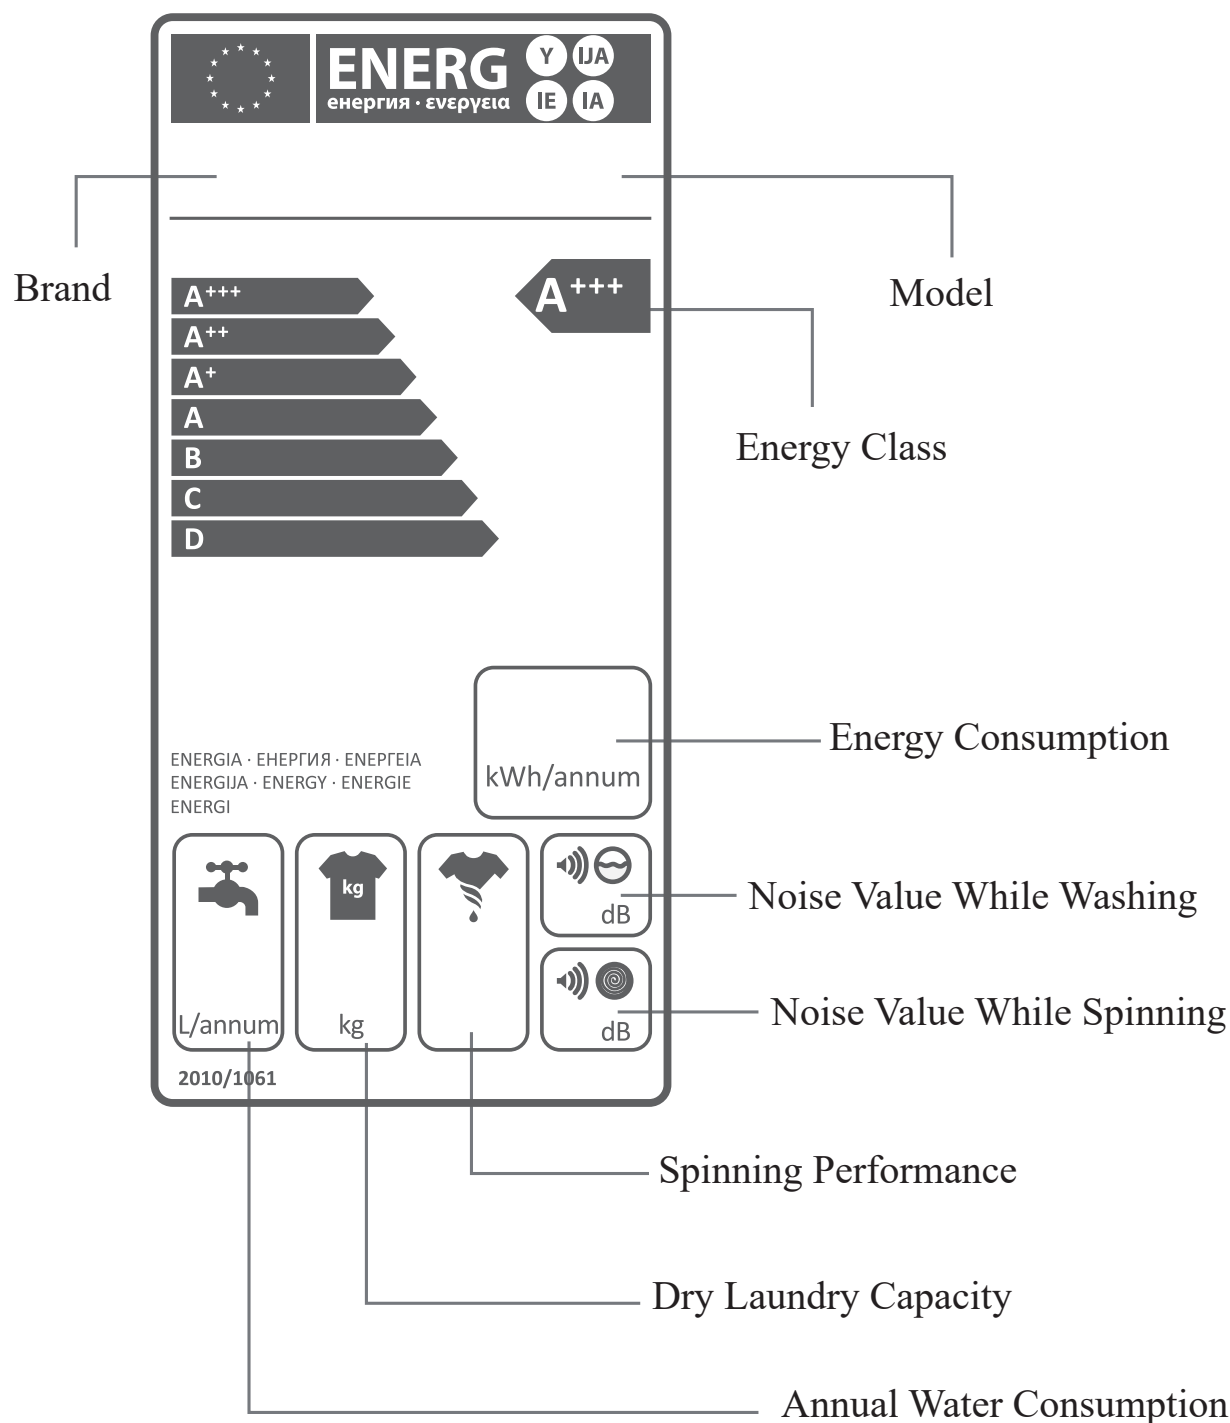 ENERG
енергия · ενεργεια
Y IJA
IE IA
Brand
Model
A+++
A+++
A++
A+
A
B
C
D
Energy Class
kWh/annum
Energy Consumption
ENERGIA · ЕНЕРГИЯ · ΕΝΕΡΓΕΙΑ
ENERGIJA · ENERGY · ENERGIE
ENERGI
kg
dB
Noise Value While Washing
L/annum
kg
dB
Noise Value While Spinning
2010/1061
Spinning Performance
Dry Laundry Capacity
Annual Water Consumption